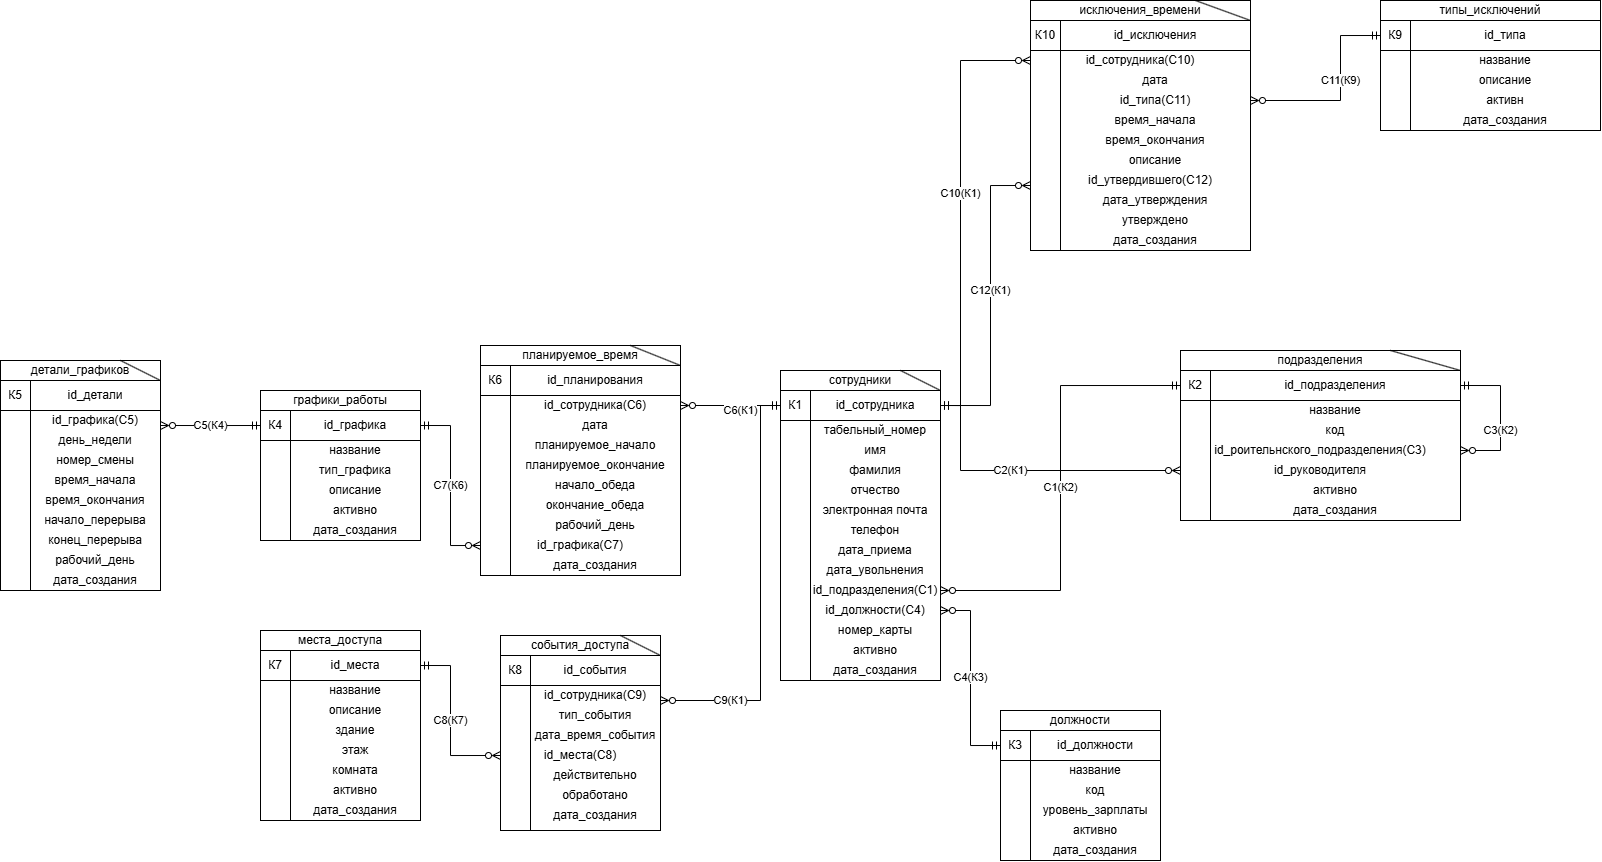 исключения_времени
K10 id_исключения
id_сотрудника(C10)
дата
id_типа(C11)
время_начала
время_окончания
описание
id_утвердившего(C12)
дата_утверждения
утверждено
дата_создания
типы_исключений
K9 id_типа
название
описание
активн
дата_создания
C11(K9)
C10(K1)
C12(K1)
детали_графиков
K5 id_детали
id_графика(C5)
день_недели
номер_смены
время_начала
время_окончания
начало_перерыва
конец_перерыва
рабочий_день
дата_создания
C5(K4)
графики_работы
K4 id_графика
название
тип_графика
описание
активно
дата_создания
C7(K6)
планируемое_время
K6 id_планирования
id_сотрудника(C6)
дата
планируемое_начало
планируемое_окончание
начало_обеда
окончание_обеда
рабочий_день
id_графика(C7)
дата_создания
C6(K1)
сотрудники
K1 id_сотрудника
табельный_номер
имя
фамилия
отчество
электронная почта
телефон
дата_приема
дата_увольнения
id_подразделения(C1)
id_должности(C4)
номер_карты
активно
дата_создания
C2(K1)
C1(K2)
подразделения
K2 id_подразделения
название
код
id_роительнского_подразделения(C3)
id_руководителя
активно
дата_создания
C3(K2)
места_доступа
K7 id_места
название
описание
здание
этаж
комната
активно
дата_создания
C8(K7)
события_доступа
K8 id_события
id_сотрудника(C9)
тип_события
дата_время_события
id_места(C8)
действительно
обработано
дата_создания
C9(K1)
C4(K3)
должности
K3 id_должности
название
код
уровень_зарплаты
активно
дата_создания